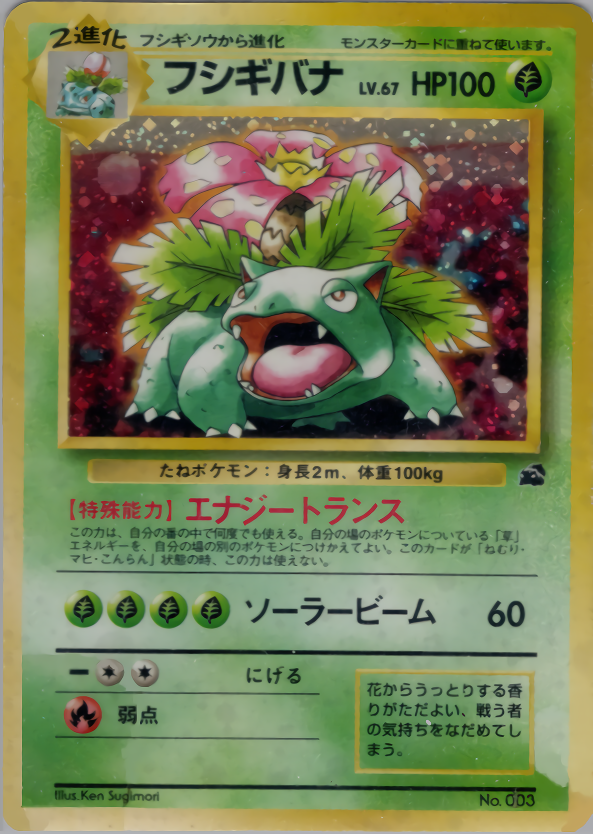 2進化 フシギソウから進化 モンスターカードに重ねて使います。
フシギバナ LV.67 HP100
たねポケモン：身長2m、体重100kg
【特殊能力】エナジートランス
この力は、自分の番の中で何度でも使える。自分の場のポケモンについている「草」
エネルギーを、自分の場の別のポケモンにつけかえてよい。このカードが「ねむり・
マヒ・こんらん」状態の時、この力は使えない。
ソーラービーム 60
ー にげる
弱点
花からうっとりする香
りがただよい、戦う者
の気持ちをなだめてし
まう。
Illus.Ken Sugimori No. 003